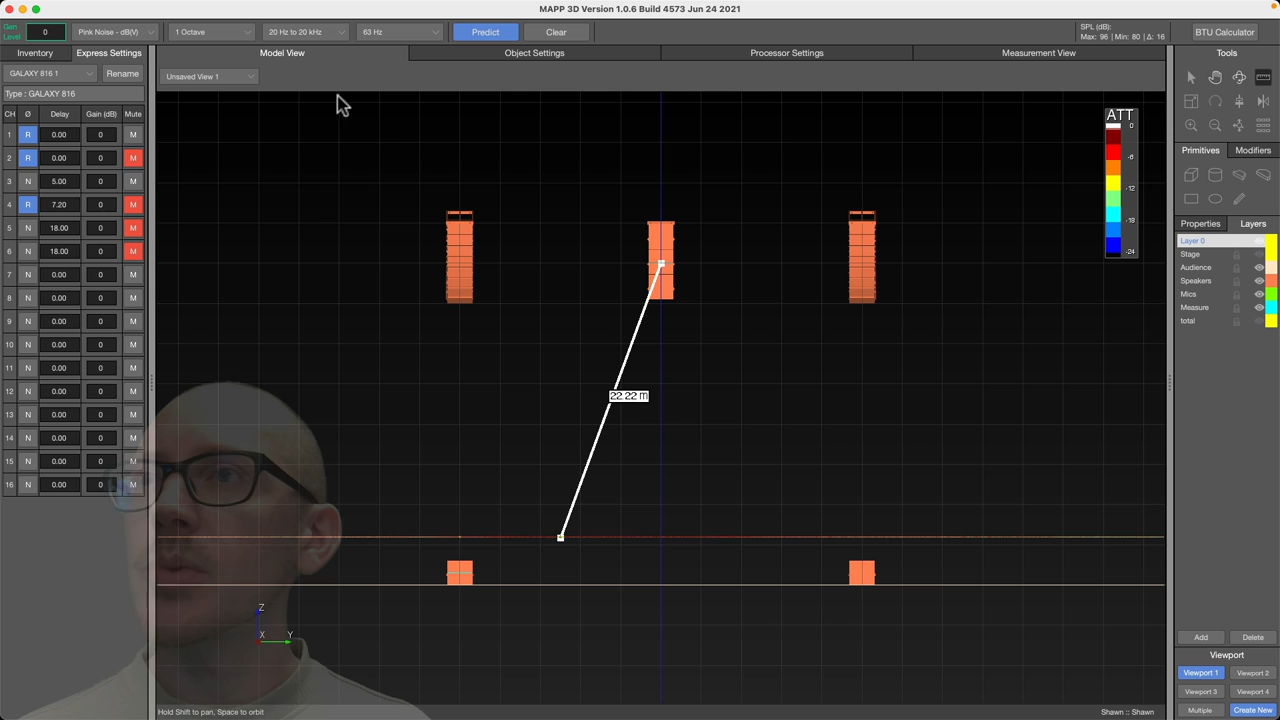 MAPP 3D Version 1.0.6 Build 4573 Jun 24 2021
Gen Level 0 Pink Noise - dB(V) 1 Octave 20 Hz to 20 kHz 63 Hz Predict Clear SPL (dB): Max: 96 | Min: 80 | Δ: 16 BTU Calculator
Inventory Express Settings Model View Object Settings Processor Settings Measurement View Tools
GALAXY 816 1 Rename Unsaved View 1
Type : GALAXY 816
CH Ø Delay Gain (dB) Mute
1 R 0.00 0 M
2 R 0.00 0 M
3 N 5.00 0 M
4 R 7.20 0 M
5 N 18.00 0 M
6 N 18.00 0 M
7 N 0.00 0 M
8 N 0.00 0 M
9 N 0.00 0 M
10 N 0.00 0 M
11 N 0.00 0 M
12 N 0.00 0 M
13 N 0.00 0 M
14 N 0.00 0 M
15 N 0.00 0 M
16 N 0.00 0 M
ATT
0
-6
-12
-18
-24
22.22 m
Z
X Y
Hold Shift to pan, Space to orbit
Shawn :: Shawn
Primitives Modifiers
Properties Layers
Layer 0
Stage
Audience
Speakers
Mics
Measure
total
Add Delete
Viewport
Viewport 1 Viewport 2
Viewport 3 Viewport 4
Multiple Create New